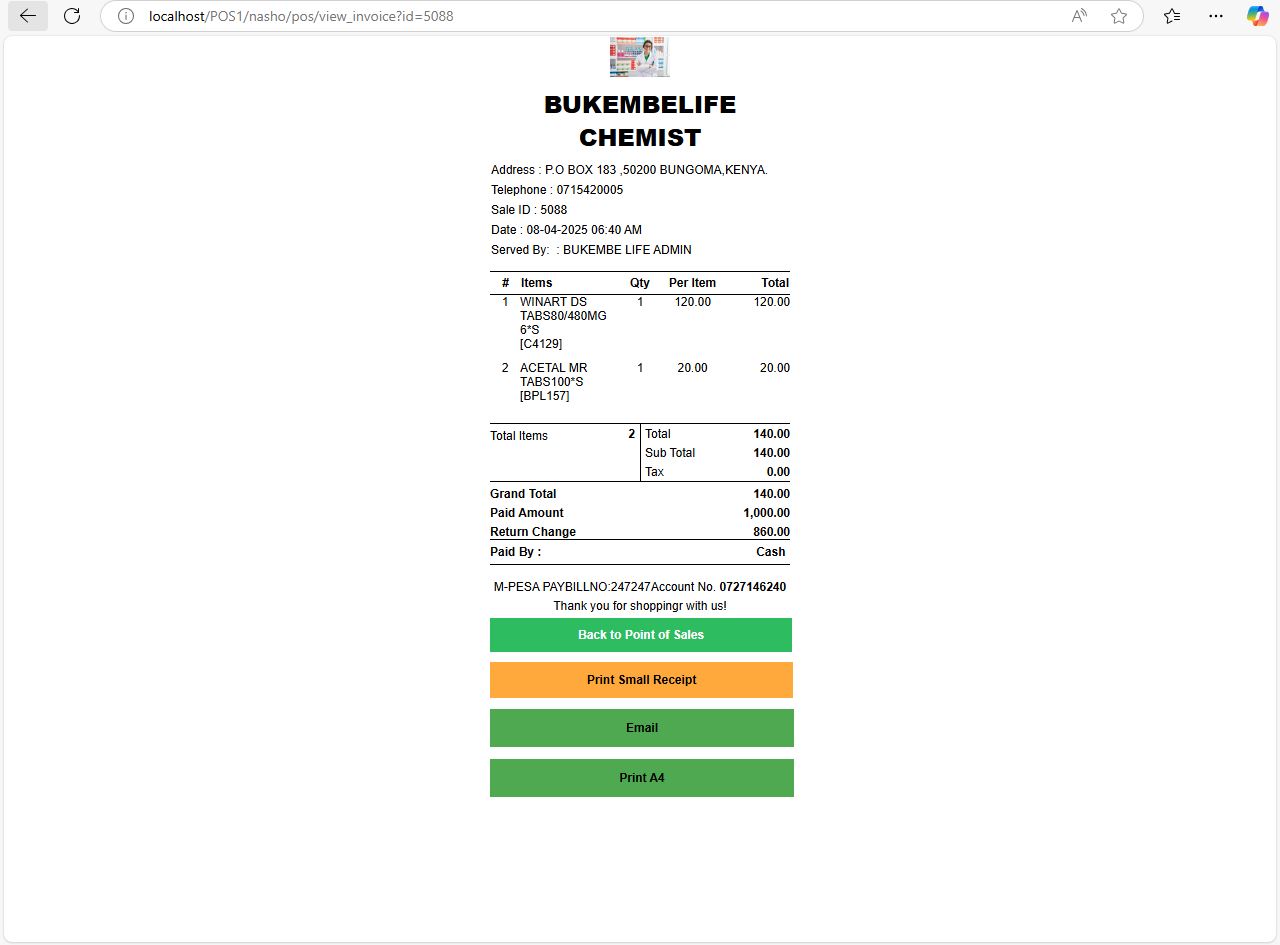 localhost/POS1/nasho/pos/view_invoice?id=5088
BUKEMBELIFE
CHEMIST
Address : P.O BOX 183 ,50200 BUNGOMA,KENYA.
Telephone : 0715420005
Sale ID : 5088
Date : 08-04-2025 06:40 AM
Served By: : BUKEMBE LIFE ADMIN
# Items Qty Per Item Total
1 WINART DS 1 120.00 120.00
TABS80/480MG
6*S
[C4129]
2 ACETAL MR 1 20.00 20.00
TABS100*S
[BPL157]
Total Items 2 Total 140.00
Sub Total 140.00
Tax 0.00
Grand Total 140.00
Paid Amount 1,000.00
Return Change 860.00
Paid By : Cash
M-PESA PAYBILLNO:247247Account No. 0727146240
Thank you for shoppingr with us!
Back to Point of Sales
Print Small Receipt
Email
Print A4